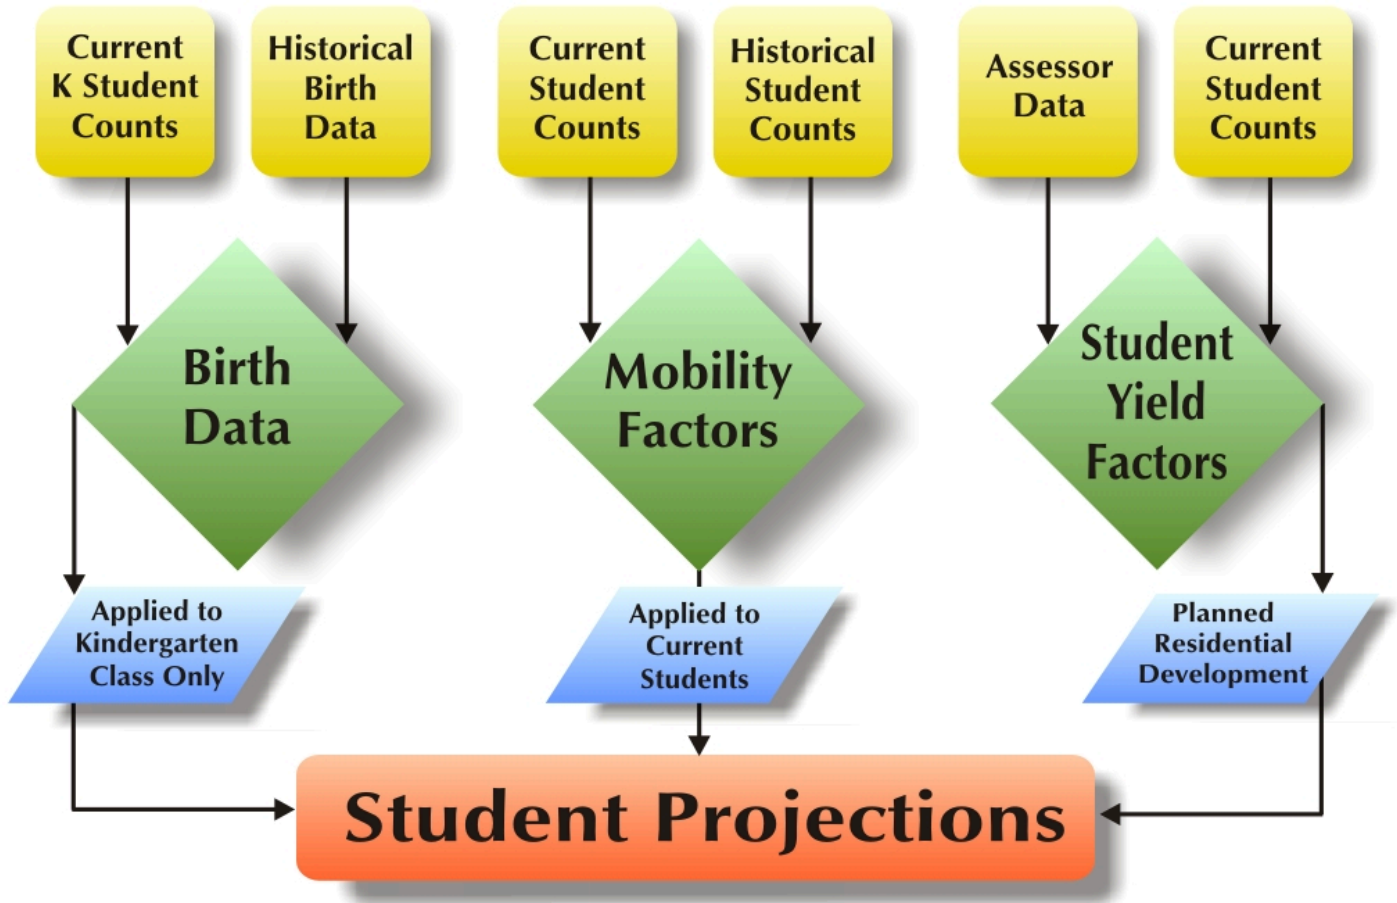 Current
K Student
Counts
Historical
Birth
Data
Current
Student
Counts
Historical
Student
Counts
Assessor
Data
Current
Student
Counts
Birth
Data
Mobility
Factors
Student
Yield
Factors
Applied to
Kindergarten
Class Only
Applied to
Current
Students
Planned
Residential
Development
Student Projections